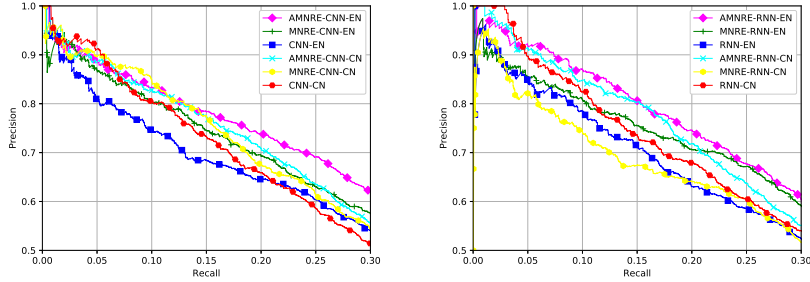 1.0
0.9
0.8
0.7
0.6
0.5
Precision
0.00
0.05
0.10
0.15
0.20
0.25
0.30
Recall
AMNRE-CNN-EN
MNRE-CNN-EN
CNN-EN
AMNRE-CNN-CN
MNRE-CNN-CN
CNN-CN
1.0
0.9
0.8
0.7
0.6
0.5
Precision
0.00
0.05
0.10
0.15
0.20
0.25
0.30
Recall
AMNRE-RNN-EN
MNRE-RNN-EN
RNN-EN
AMNRE-RNN-CN
MNRE-RNN-CN
RNN-CN